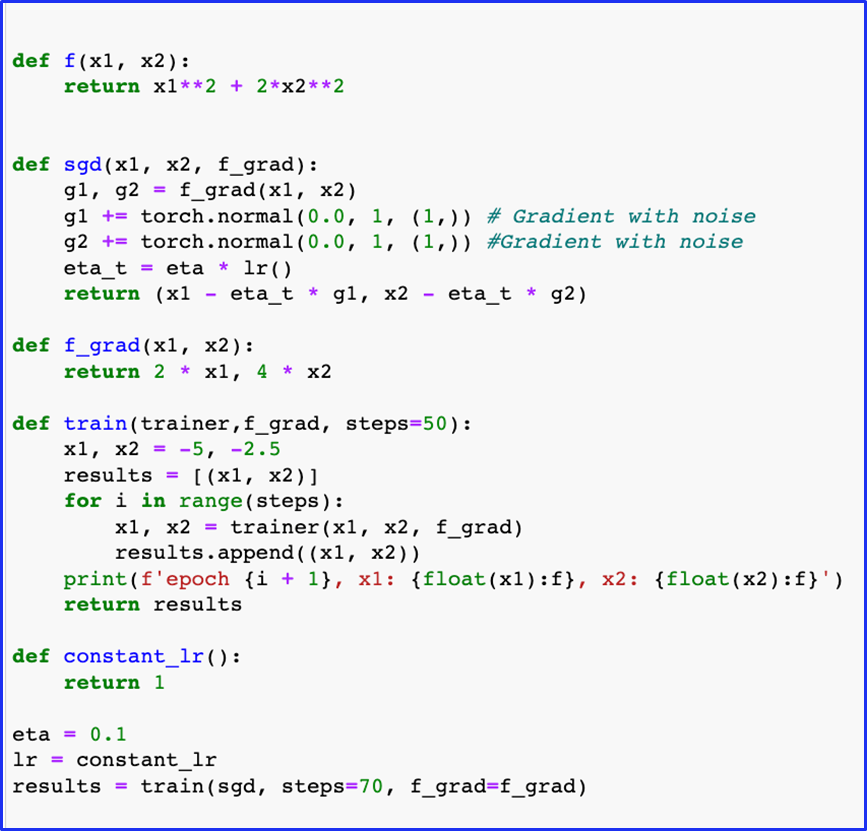 def f(x1, x2):
    return x1**2 + 2*x2**2
def sgd(x1, x2, f_grad):
    g1, g2 = f_grad(x1, x2)
    g1 += torch.normal(0.0, 1, (1,)) # Gradient with noise
    g2 += torch.normal(0.0, 1, (1,)) #Gradient with noise
    eta_t = eta * lr()
    return (x1 - eta_t * g1, x2 - eta_t * g2)
def f_grad(x1, x2):
    return 2 * x1, 4 * x2
def train(trainer,f_grad, steps=50):
    x1, x2 = -5, -2.5
    results = [(x1, x2)]
    for i in range(steps):
        x1, x2 = trainer(x1, x2, f_grad)
        results.append((x1, x2))
    print(f'epoch {i + 1}, x1: {float(x1):f}, x2: {float(x2):f}')
    return results
def constant_lr():
    return 1
eta = 0.1
lr = constant_lr
results = train(sgd, steps=70, f_grad=f_grad)